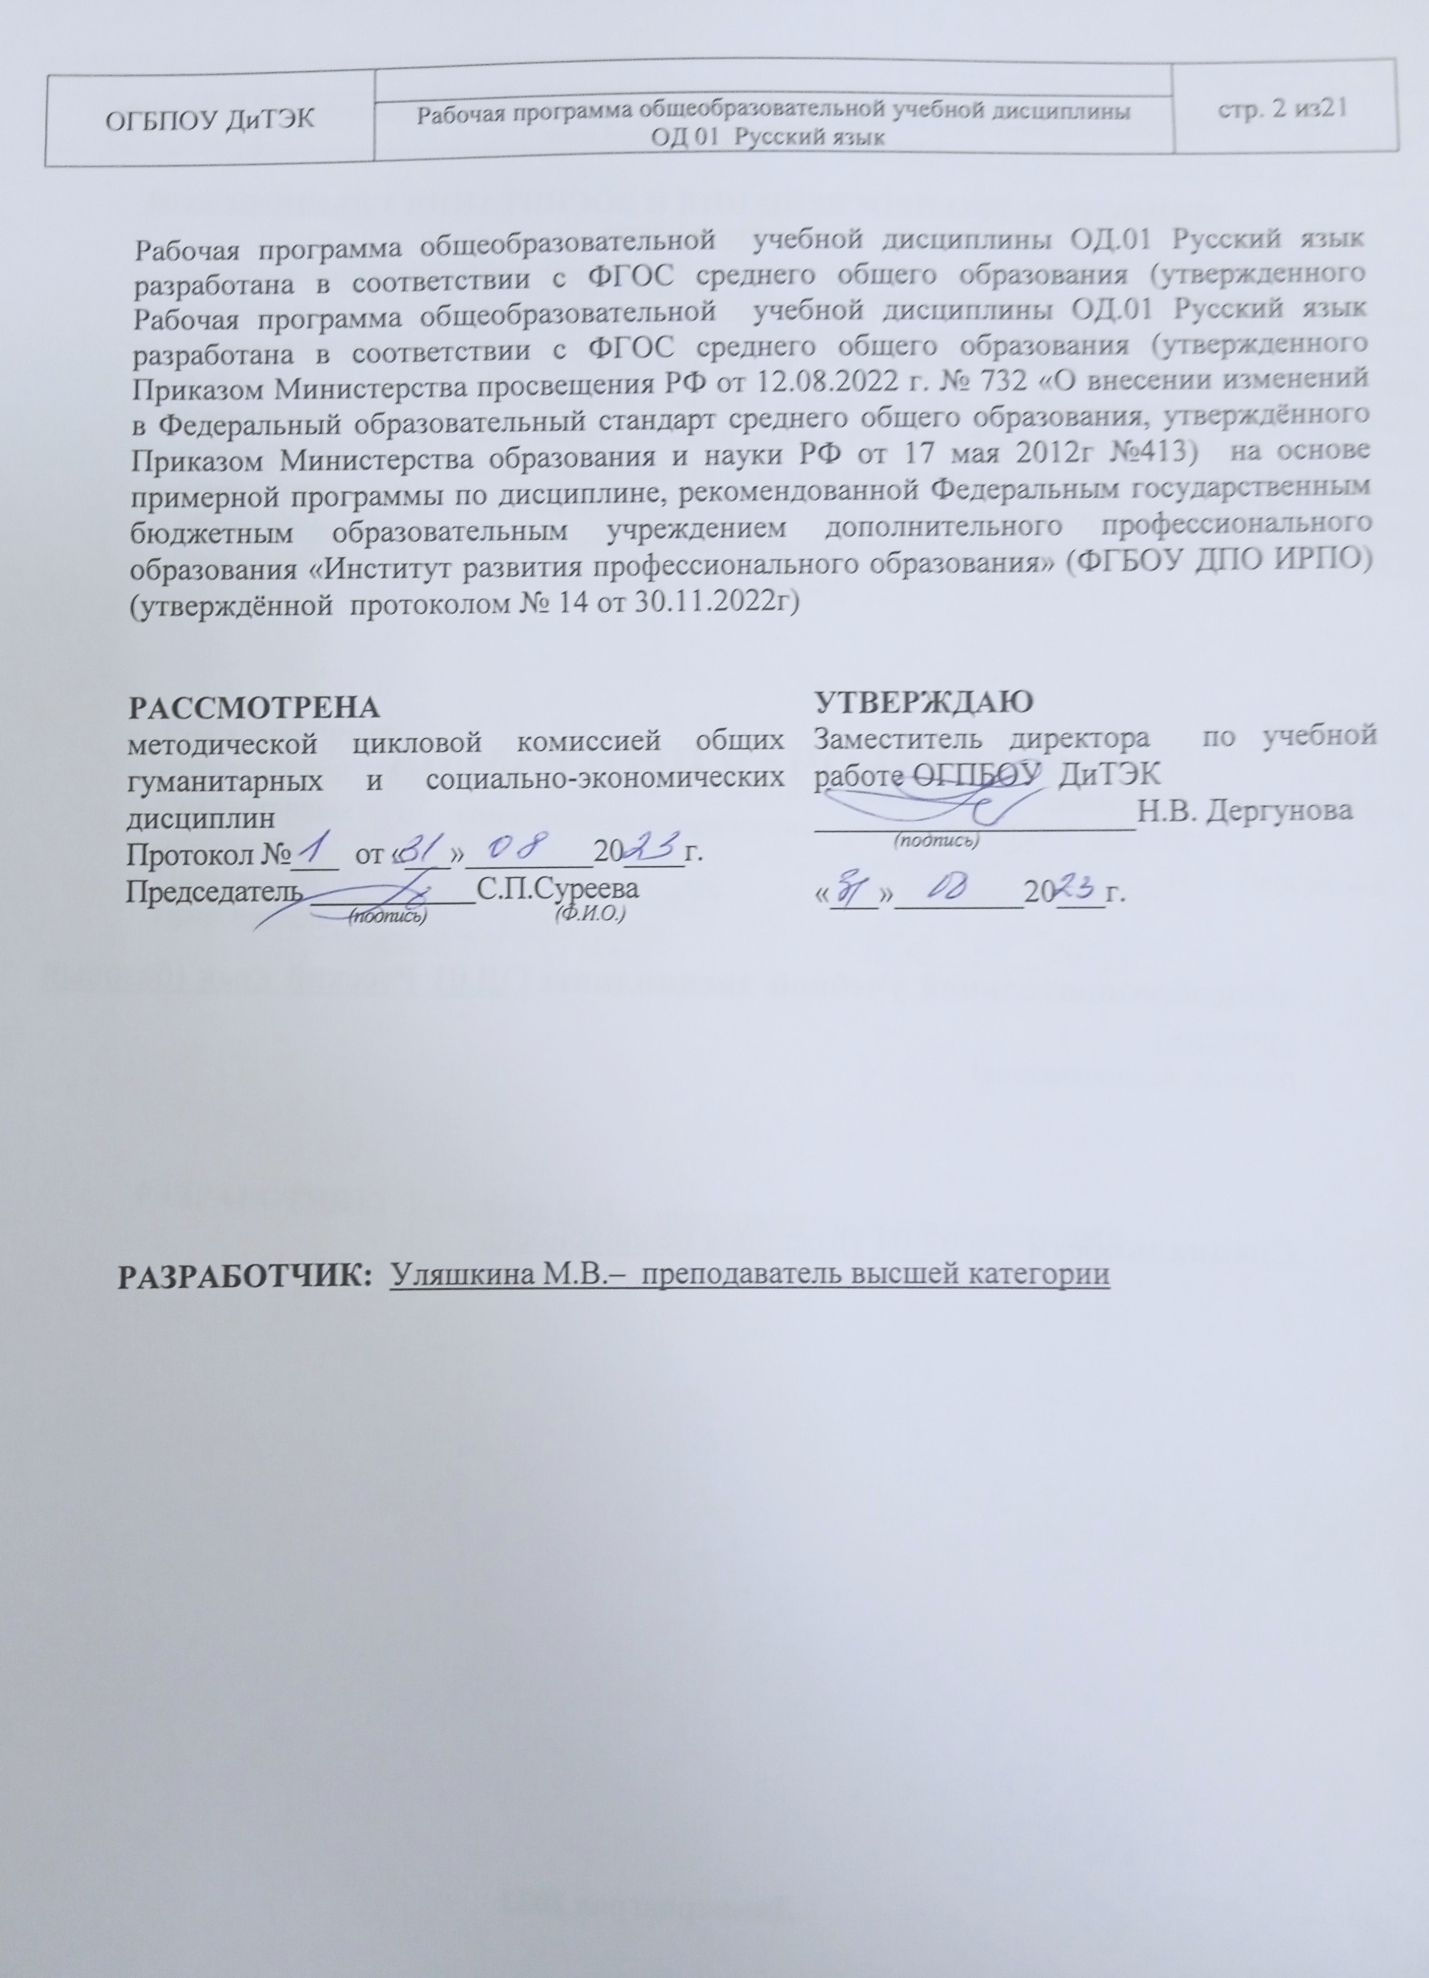 ОГБПОУ ДиТЭК
Рабочая программа общеобразовательной учебной дисциплины
ОД 01 Русский язык
стр. 2 из21
Рабочая программа общеобразовательной учебной дисциплины ОД.01 Русский язык
разработана в соответствии с ФГОС среднего общего образования (утвержденного
Рабочая программа общеобразовательной учебной дисциплины ОД.01 Русский язык
разработана в соответствии с ФГОС среднего общего образования (утвержденного
Приказом Министерства просвещения РФ от 12.08.2022 г. № 732 «О внесении изменений
в Федеральный образовательный стандарт среднего общего образования, утверждённого
Приказом Министерства образования и науки РФ от 17 мая 2012г №413) на основе
примерной программы по дисциплине, рекомендованной Федеральным государственным
бюджетным образовательным учреждением дополнительного профессионального
образования «Институт развития профессионального образования» (ФГБОУ ДПО ИРПО)
(утверждённой протоколом № 14 от 30.11.2022г)
РАССМОТРЕНА
методической цикловой комиссией общих
гуманитарных и социально-экономических
дисциплин
Протокол № 1 от «31» 08 2023 г.
Председатель С.П.Суреева
(подпись) (Ф.И.О.)
УТВЕРЖДАЮ
Заместитель директора по учебной
работе ОГПБОУ ДиТЭК
Н.В. Дергунова
(подпись)
«31» 08 2023 г.
РАЗРАБОТЧИК: Уляшкина М.В.– преподаватель высшей категории